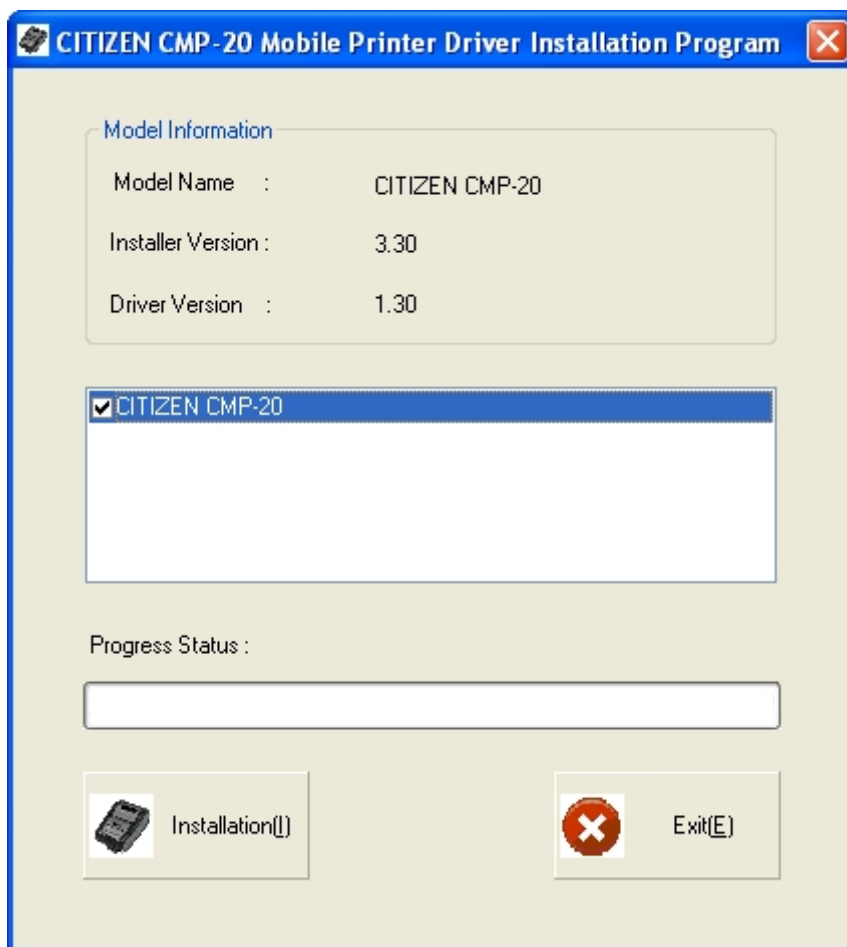 CITIZEN CMP-20 Mobile Printer Driver Installation Program
Model Information
Model Name : CITIZEN CMP-20
Installer Version : 3.30
Driver Version : 1.30
CITIZEN CMP-20
Progress Status :
Installation(I) Exit(E)